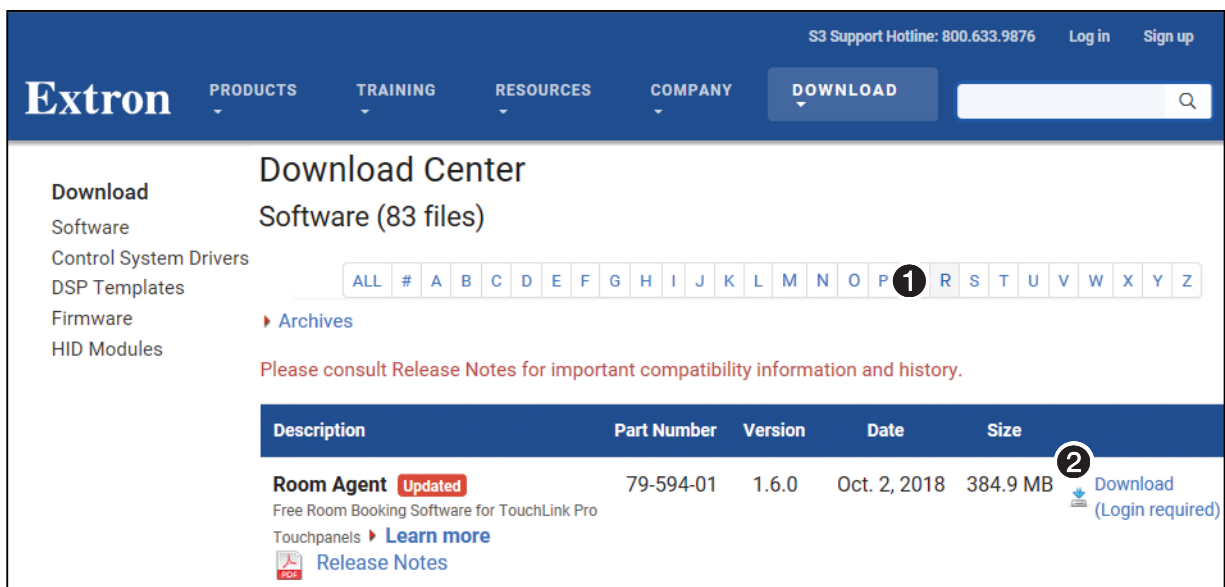 S3 Support Hotline: 800.633.9876 Log in Sign up
Extron PRODUCTS TRAINING RESOURCES COMPANY DOWNLOAD
Download
Software
Control System Drivers
DSP Templates
Firmware
HID Modules
Download Center
Software (83 files)
ALL # A B C D E F G H I J K L M N O P 1 R S T U V W X Y Z
Archives
Please consult Release Notes for important compatibility information and history.
Description Part Number Version Date Size
2
Room Agent Updated 79-594-01 1.6.0 Oct. 2, 2018 384.9 MB Download
(Login required)
Free Room Booking Software for TouchLink Pro
Touchpanels Learn more
PDF Release Notes